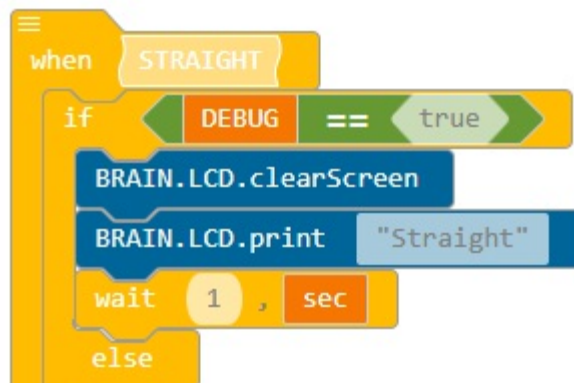 when STRAIGHT
if DEBUG == true
BRAIN.LCD.clearScreen
BRAIN.LCD.print "Straight"
wait 1 , sec
else